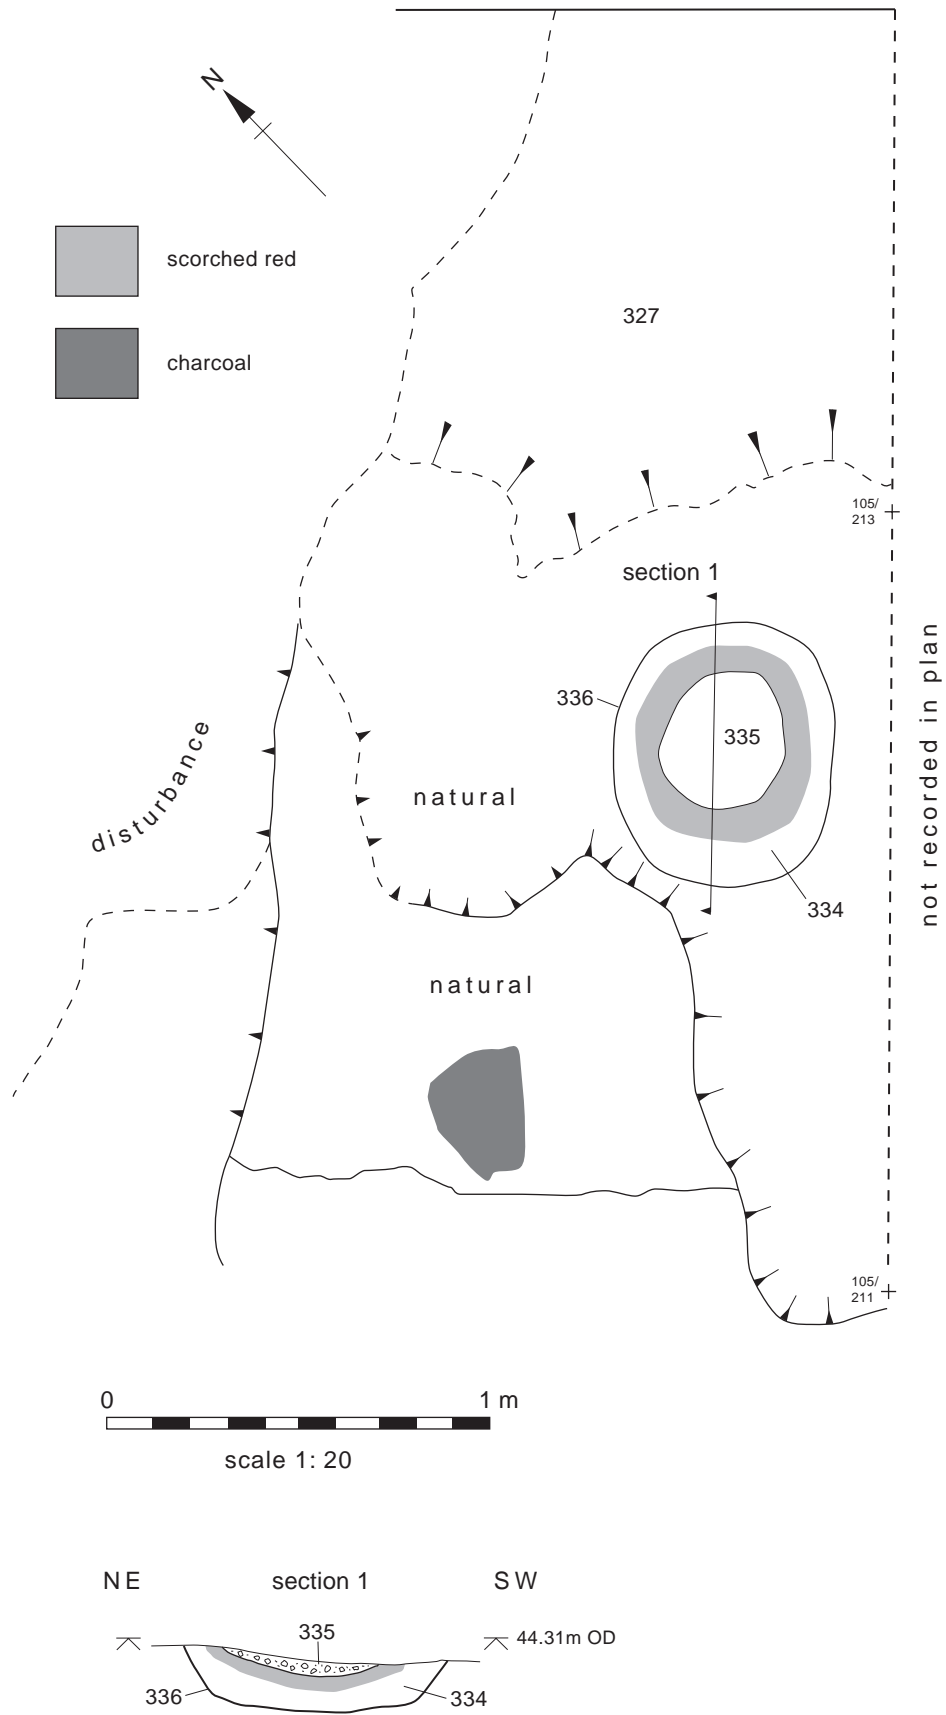 N
scorched red
charcoal
327
105/
213
section 1
336
335
natural
disturbance
334
not recorded in plan
natural
105/
211
0 1 m
scale 1: 20
NE section 1 SW
335
44.31m OD
336
334